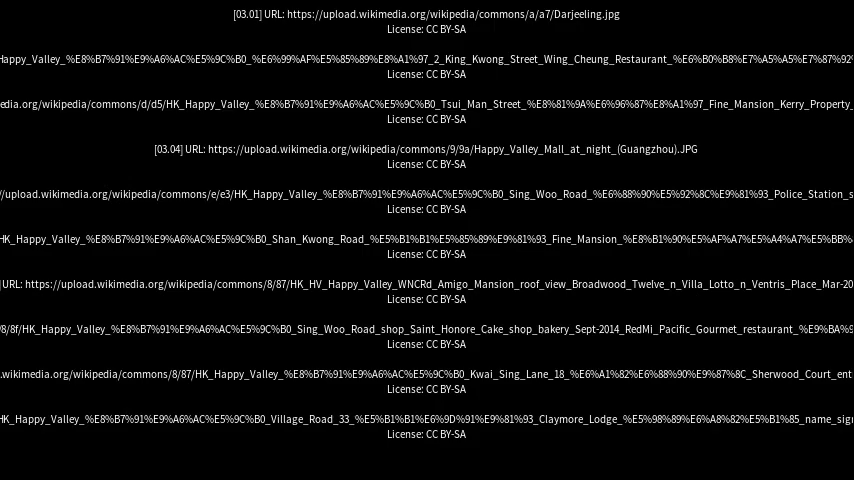 [03.01] URL: https://upload.wikimedia.org/wikipedia/commons/a/a7/Darjeeling.jpg
License: CC BY-SA
Happy_Valley_%E8%B7%91%E9%A6%AC%E5%9C%B0_%E6%99%AF%E5%85%89%E8%A1%97_2_King_Kwong_Street_Wing_Cheung_Restaurant_%E6%B0%B8%E7%A5%A5%E7%87%92%
License: CC BY-SA
edia.org/wikipedia/commons/d/d5/HK_Happy_Valley_%E8%B7%91%E9%A6%AC%E5%9C%B0_Tsui_Man_Street_%E8%81%9A%E6%96%87%E8%A1%97_Fine_Mansion_Kerry_Property_
License: CC BY-SA
[03.04] URL: https://upload.wikimedia.org/wikipedia/commons/9/9a/Happy_Valley_Mall_at_night_(Guangzhou).JPG
License: CC BY-SA
//upload.wikimedia.org/wikipedia/commons/e/e3/HK_Happy_Valley_%E8%B7%91%E9%A6%AC%E5%9C%B0_Sing_Woo_Road_%E6%88%90%E5%92%8C%E9%81%93_Police_Station_s
License: CC BY-SA
HK_Happy_Valley_%E8%B7%91%E9%A6%AC%E5%9C%B0_Shan_Kwong_Road_%E5%B1%B1%E5%85%89%E9%81%93_Fine_Mansion_%E8%B1%90%E5%AF%A7%E5%A4%A7%E5%BB%
License: CC BY-SA
URL: https://upload.wikimedia.org/wikipedia/commons/8/87/HK_HV_Happy_Valley_WNCRd_Amigo_Mansion_roof_view_Broadwood_Twelve_n_Villa_Lotto_n_Ventris_Place_Mar-20
License: CC BY-SA
/8/8f/HK_Happy_Valley_%E8%B7%91%E9%A6%AC%E5%9C%B0_Sing_Woo_Road_shop_Saint_Honore_Cake_shop_bakery_Sept-2014_RedMi_Pacific_Gourmet_restaurant_%E9%BA%9
License: CC BY-SA
.wikimedia.org/wikipedia/commons/8/87/HK_Happy_Valley_%E8%B7%91%E9%A6%AC%E5%9C%B0_Kwai_Sing_Lane_18_%E6%A1%82%E6%88%90%E9%87%8C_Sherwood_Court_ent
License: CC BY-SA
HK_Happy_Valley_%E8%B7%91%E9%A6%AC%E5%9C%B0_Village_Road_33_%E5%B1%B1%E6%9D%91%E9%81%93_Claymore_Lodge_%E5%98%89%E6%A8%82%E5%B1%85_name_sign
License: CC BY-SA